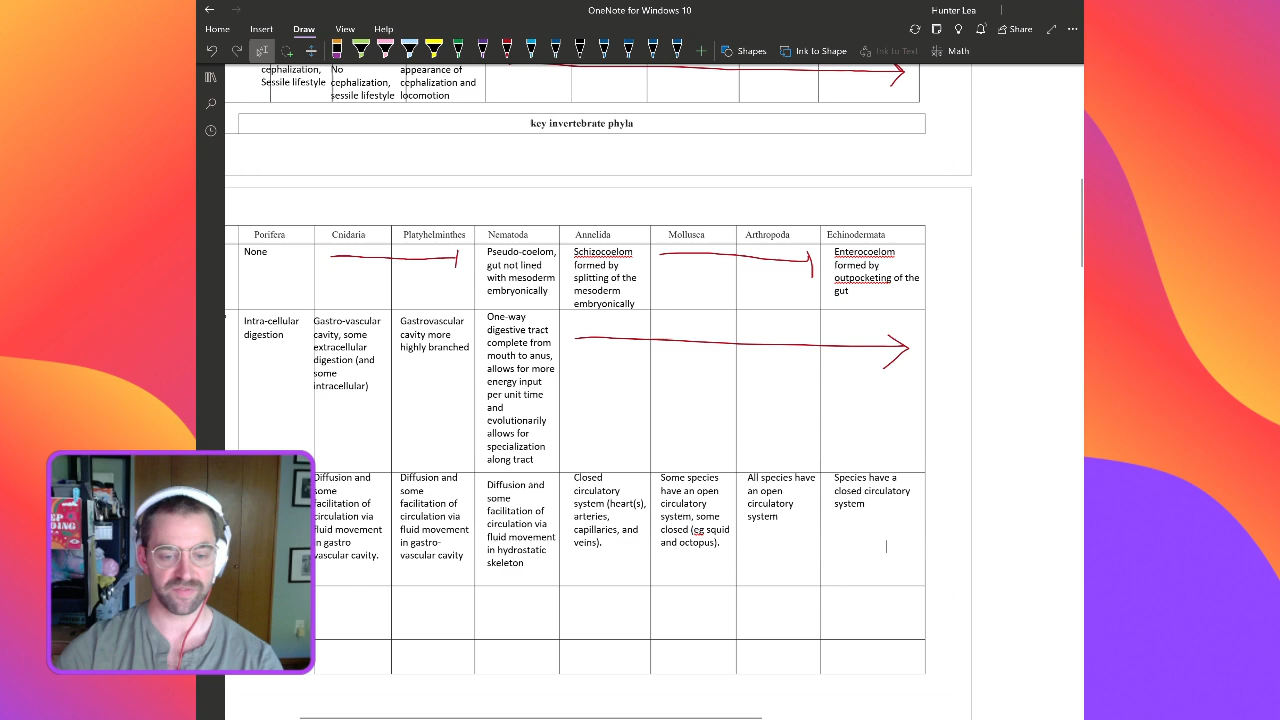 OneNote for Windows 10
Hunter Lea
Home Insert Draw View Help
Share
Shapes Ink to Shape Ink to Text Math
cephalization,
Sessile lifestyle
No
cephalization,
sessile lifestyle
appearance of
cephalization and
locomotion
key invertebrate phyla
Porifera Cnidaria Platyhelminthes Nematoda Annelida Mollusca Arthropoda Echinodermata
None
Pseudo-coelom,
gut not lined
with mesoderm
embryonically
Schizocoelom
formed by
splitting of the
mesoderm
embryonically
Enterocoelom
formed by
outpocketing of the
gut
Intra-cellular
digestion
Gastro-vascular
cavity, some
extracellular
digestion (and
some
intracellular)
Gastrovascular
cavity more
highly branched
One-way
digestive tract
complete from
mouth to anus,
allows for more
energy input
per unit time
and
evolutionarily
allows for
specialization
along tract
Diffusion and
some
facilitation of
circulation via
fluid movement
in gastro
vascular cavity.
Diffusion and
some
facilitation of
circulation via
fluid movement
in gastro-
vascular cavity
Diffusion and
some
facilitation of
circulation via
fluid movement
in hydrostatic
skeleton
Closed
circulatory
system (heart(s),
arteries,
capillaries, and
veins).
Some species
have an open
circulatory
system, some
closed (eg squid
and octopus).
All species have
an open
circulatory
system
Species have a
closed circulatory
system